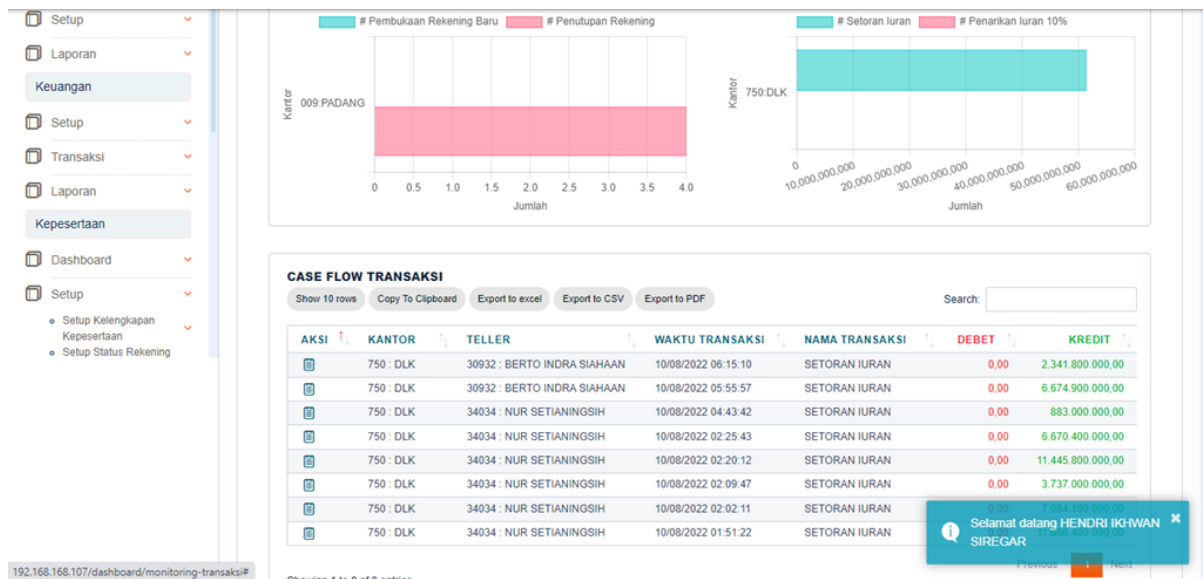 Setup
Laporan
Keuangan
Setup
Transaksi
Laporan
Kepesertaan
Dashboard
Setup
Setup Kelengkapan
Kepesertaan
Setup Status Rekening
# Pembukaan Rekening Baru # Penutupan Rekening
Kantor
009:PADANG
0 0.5 1.0 1.5 2.0 2.5 3.0 3.5 4.0
Jumlah
# Setoran Iuran # Penarikan Iuran 10%
Kantor
750:DLK
0 10,000,000,000 20,000,000,000 30,000,000,000 40,000,000,000 50,000,000,000 60,000,000,000
Jumlah
CASE FLOW TRANSAKSI
Show 10 rows Copy To Clipboard Export to excel Export to CSV Export to PDF Search:
AKSI KANTOR TELLER WAKTU TRANSAKSI NAMA TRANSAKSI DEBET KREDIT
750 : DLK 30932 : BERTO INDRA SIAHAAN 10/08/2022 06:15:10 SETORAN IURAN 0,00 2.341.800.000,00
750 : DLK 30932 : BERTO INDRA SIAHAAN 10/08/2022 05:55:57 SETORAN IURAN 0,00 6.674.900.000,00
750 : DLK 34034 : NUR SETIANINGSIH 10/08/2022 04:43:42 SETORAN IURAN 0,00 883.000.000,00
750 : DLK 34034 : NUR SETIANINGSIH 10/08/2022 02:25:43 SETORAN IURAN 0,00 6.670.400.000,00
750 : DLK 34034 : NUR SETIANINGSIH 10/08/2022 02:20:12 SETORAN IURAN 0,00 11.445.800.000,00
750 : DLK 34034 : NUR SETIANINGSIH 10/08/2022 02:09:47 SETORAN IURAN 0,00 3.737.000.000,00
750 : DLK 34034 : NUR SETIANINGSIH 10/08/2022 02:02:11 SETORAN IURAN 0,00
750 : DLK 34034 : NUR SETIANINGSIH 10/08/2022 01:51:22 SETORAN IURAN
Selamat datang HENDRI IKHWAN
SIREGAR
Previous 1 Next
192.168.168.107/dashboard/monitoring-transaksi#